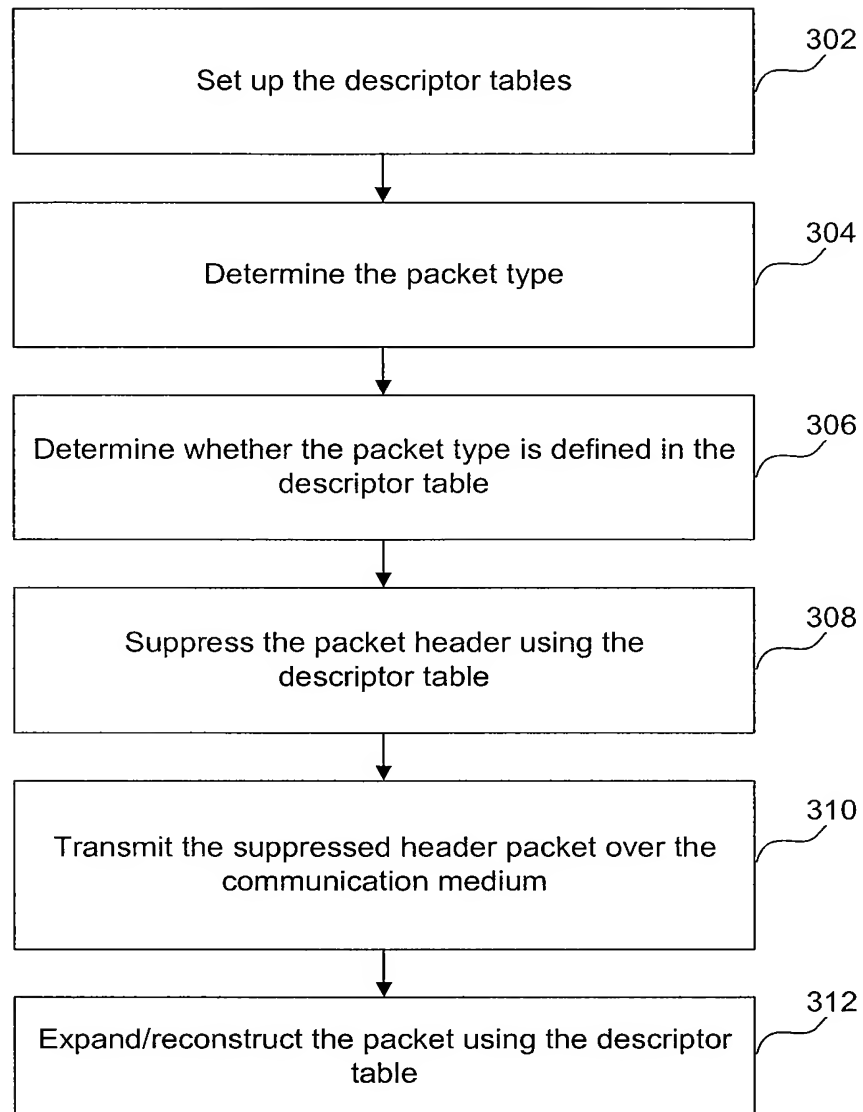 302
Set up the descriptor tables
304
Determine the packet type
306
Determine whether the packet type is defined in the
descriptor table
308
Suppress the packet header using the
descriptor table
310
Transmit the suppressed header packet over the
communication medium
312
Expand/reconstruct the packet using the descriptor
table